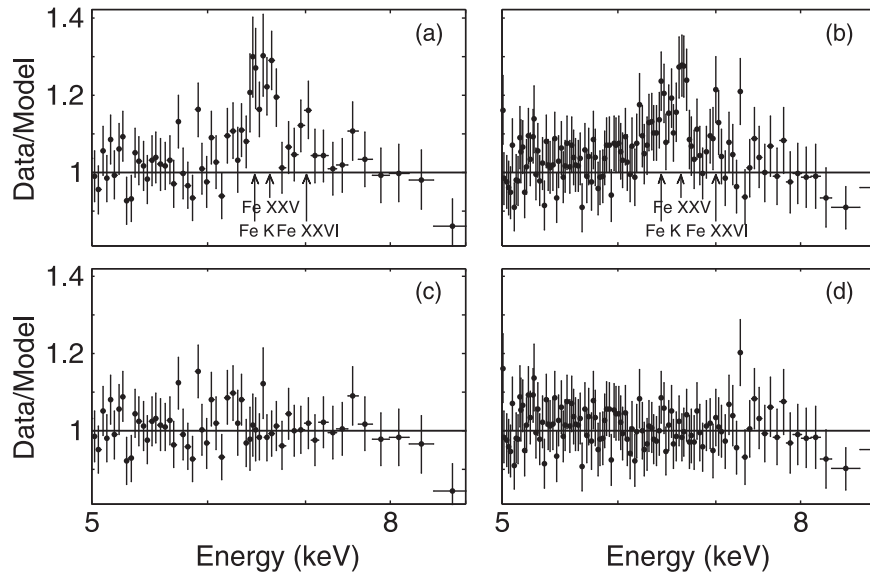 (a)
(b)
Data/Model
1.4
1.2
1
Fe XXV
Fe K Fe XXVI
Fe XXV
Fe K Fe XXVI
(c)
(d)
Data/Model
1.4
1.2
1
5
8
5
8
Energy (keV)
Energy (keV)